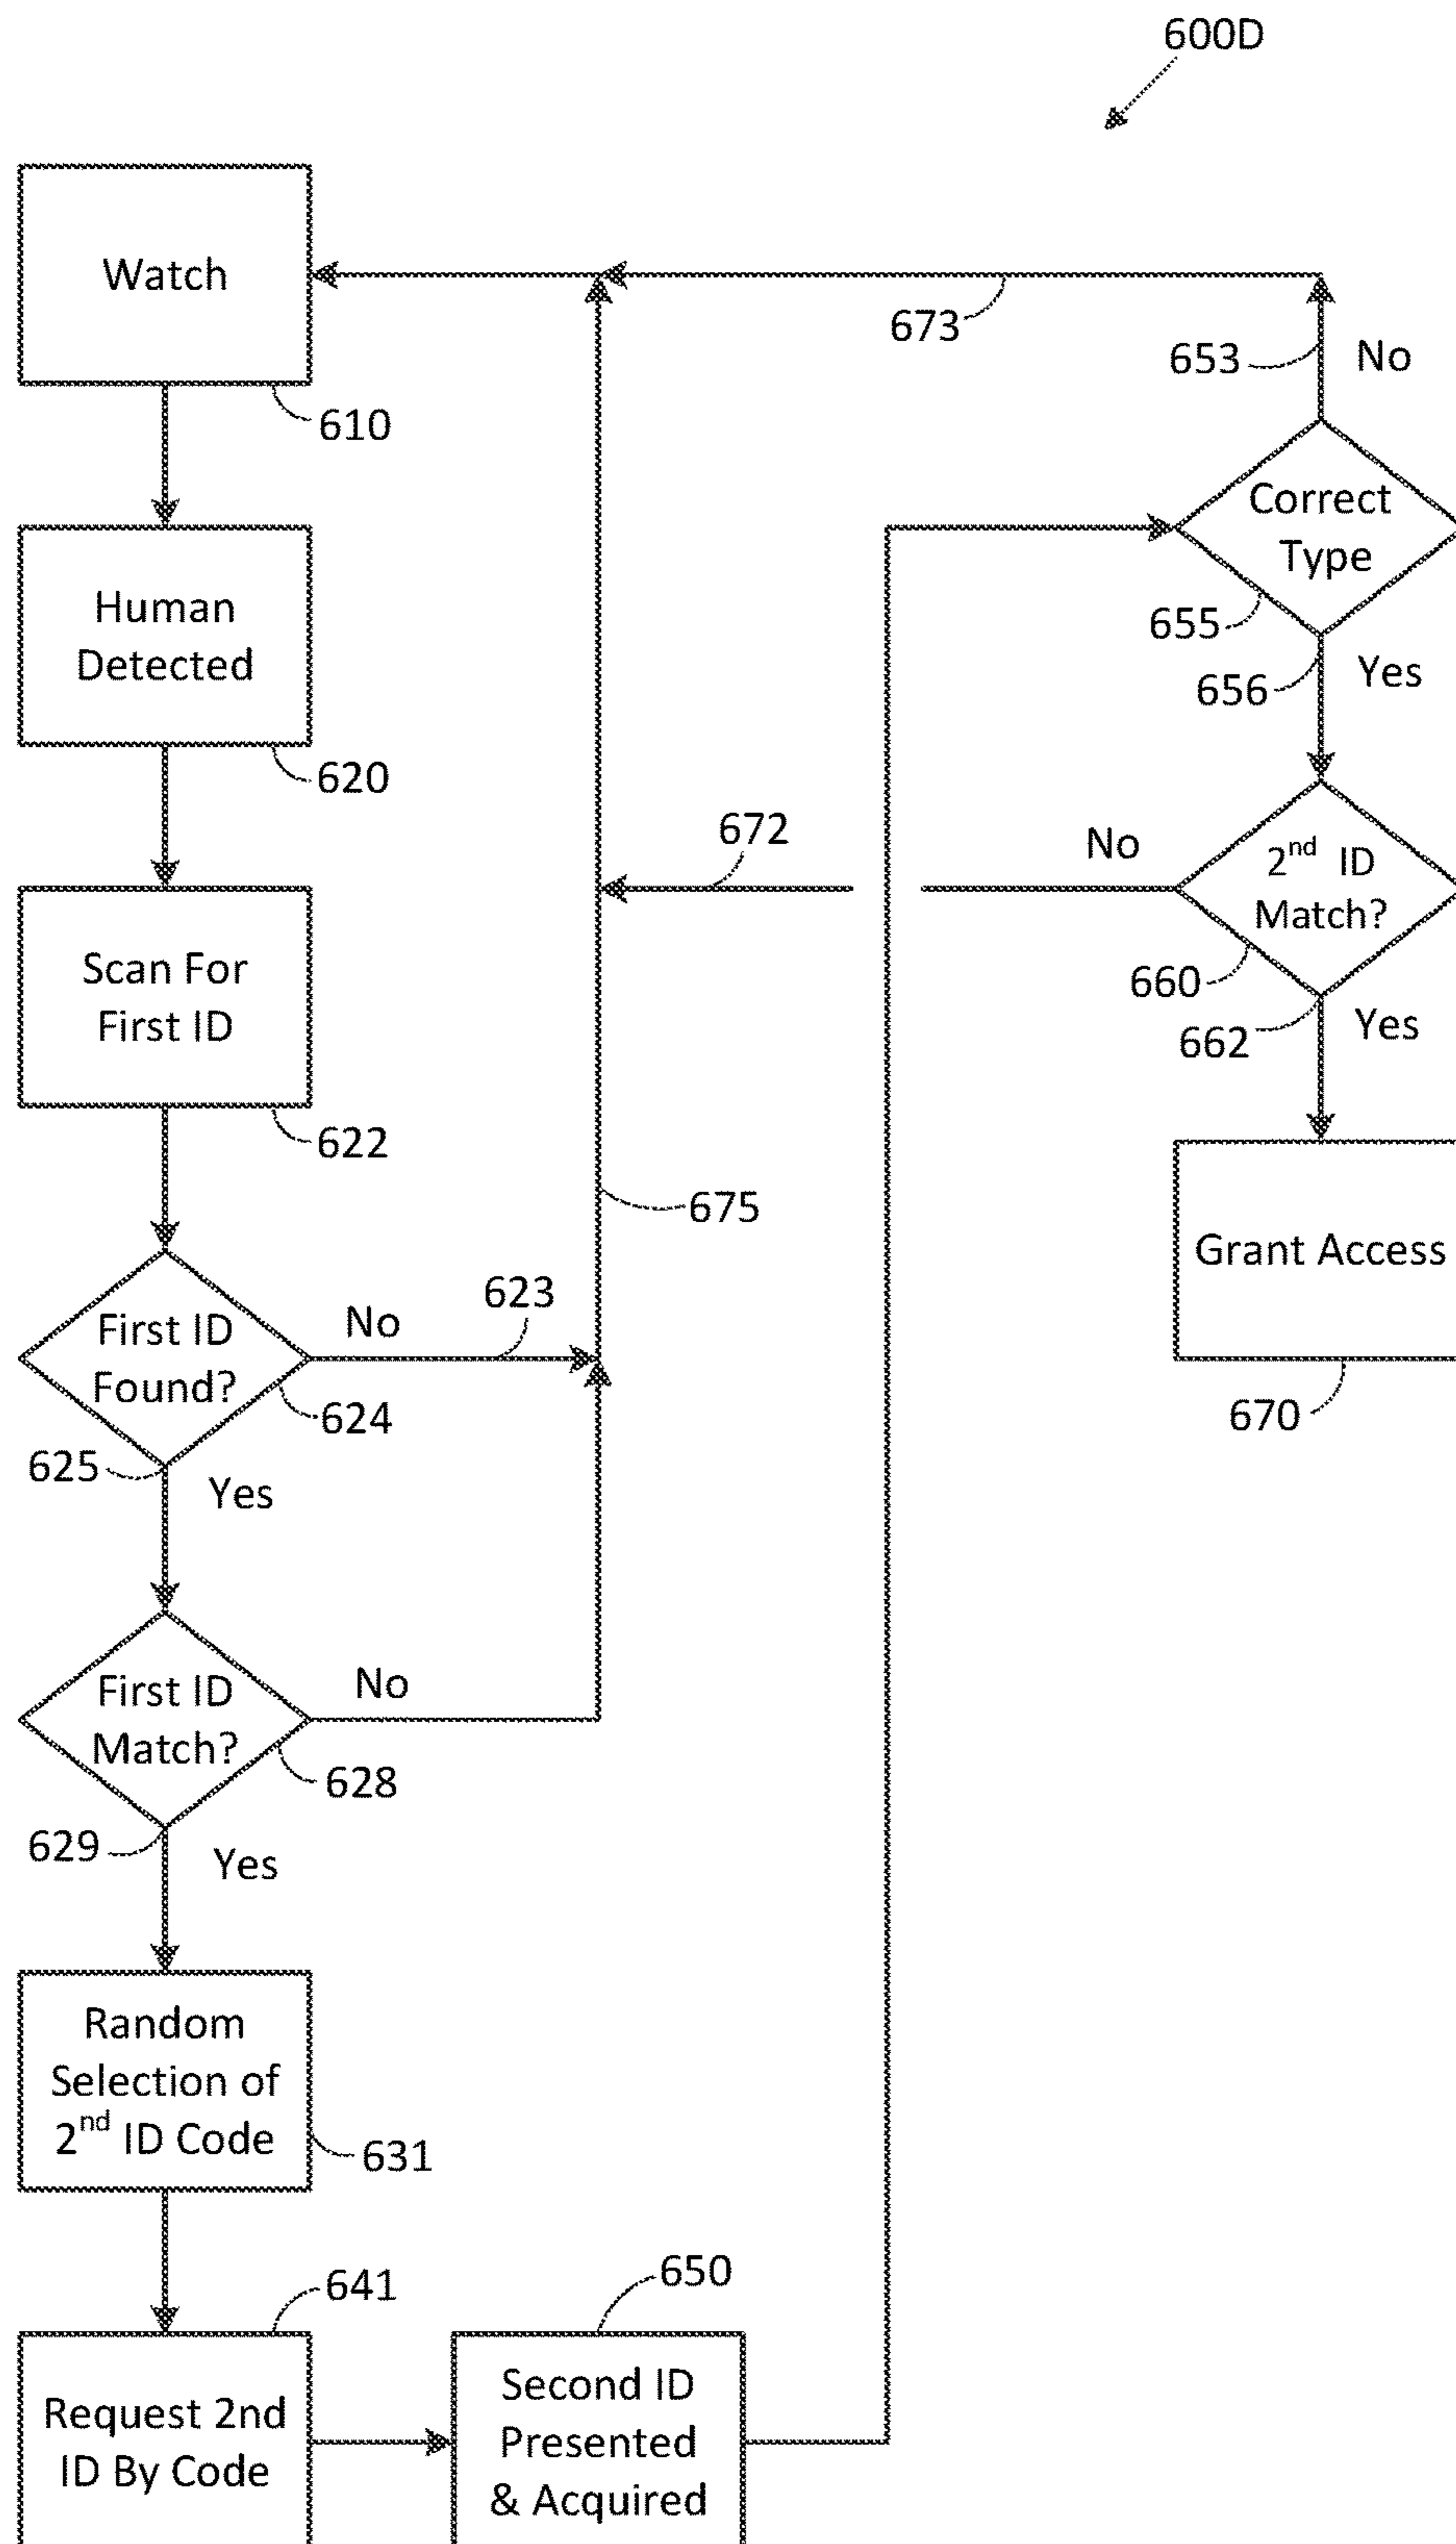 600D
Watch
610
673
653
No
Correct
Type
655
656
Yes
Human
Detected
620
672
No
2nd ID
Match?
660
662
Yes
Scan For
First ID
622
675
Grant Access
670
First ID
Found?
No
623
624
625
Yes
First ID
Match?
No
628
629
Yes
Random
Selection of
2nd ID Code
631
641
Request 2nd
ID By Code
650
Second ID
Presented
& Acquired